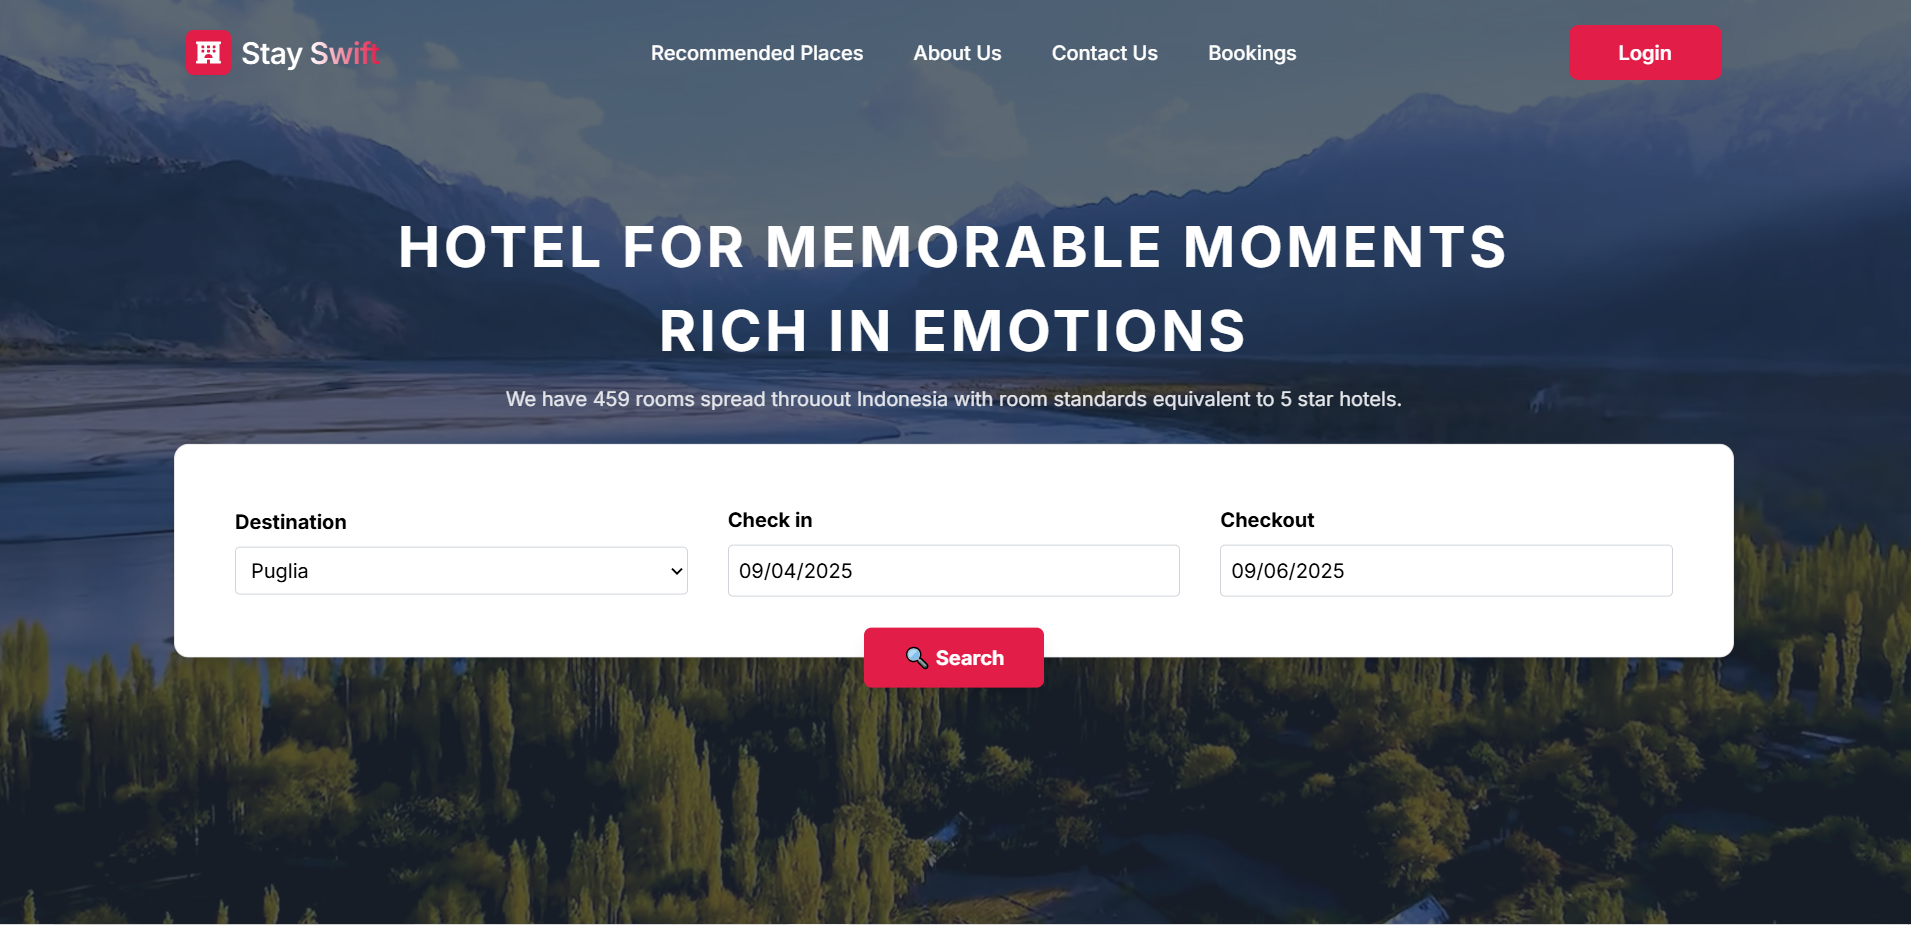 Stay Swift
Recommended Places
About Us
Contact Us
Bookings
Login
HOTEL FOR MEMORABLE MOMENTS
RICH IN EMOTIONS
We have 459 rooms spread throuout Indonesia with room standards equivalent to 5 star hotels.
Destination
Puglia
Check in
09/04/2025
Checkout
09/06/2025
Search